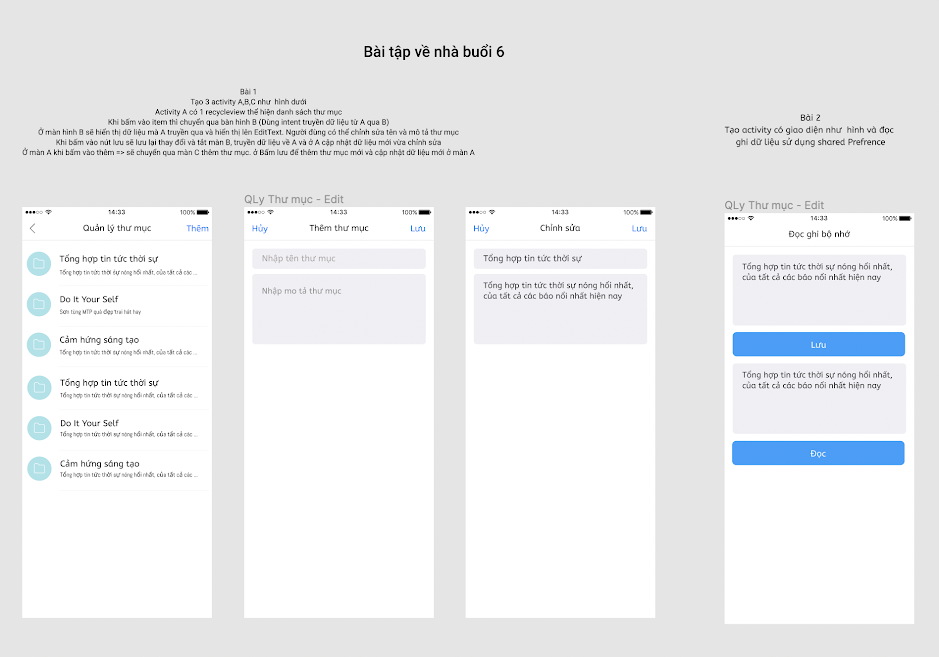 Bài tập về nhà buổi 6
Bài 1
Tạo 3 activity A,B,C như hình dưới
Activity A có 1 recycleview thể hiện danh sách thư mục
Khi bấm vào item thì chuyển qua bàn hình B (Dùng intent truyền dữ liệu từ A qua B)
Ở màn hình B sẽ hiển thị dữ liệu mà A truyền qua và hiển thị lên EditText. Người dùng có thể chỉnh sửa tên và mô tả thư mục
Khi bấm vào nút lưu sẽ lưu lại thay đổi và tắt màn B, truyền dữ liệu về A và ở A cập nhật dữ liệu mới vừa chỉnh sửa
Ở màn A khi bấm vào thêm => sẽ chuyển qua màn C thêm thư mục. ở Bấm lưu để thêm thư mục mới và cập nhật dữ liệu mới ở màn A
Bài 2
Tạo activity có giao diện như hình và đọc
ghi dữ liệu sử dụng shared Prefrence
14:33
100%
Quản lý thư mục
Thêm
Tổng hợp tin tức thời sự
Tổng hợp tin tức thời sự nóng hổi nhất, của tất cả các ...
Do It Your Self
Sơn tùng MTP quá đẹp trai hát hay
Cảm hứng sáng tạo
Tổng hợp tin tức thời sự nóng hổi nhất, của tất cả các ...
Tổng hợp tin tức thời sự
Tổng hợp tin tức thời sự nóng hổi nhất, của tất cả các ...
Do It Your Self
Tổng hợp tin tức thời sự nóng hổi nhất, của tất cả các ...
Cảm hứng sáng tạo
Tổng hợp tin tức thời sự nóng hổi nhất, của tất cả các ...
QLy Thư mục - Edit
14:33
100%
Hủy
Thêm thư mục
Lưu
Nhập tên thư mục
Nhập mo tả thư mục
14:33
100%
Hủy
Chỉnh sửa
Lưu
Tổng hợp tin tức thời sự
Tổng hợp tin tức thời sự nóng hổi nhất,
của tất cả các báo nổi nhất hiện nay
QLy Thư mục - Edit
14:33
100%
Đọc ghi bộ nhớ
Tổng hợp tin tức thời sự nóng hổi nhất,
của tất cả các báo nổi nhất hiện nay
Lưu
Tổng hợp tin tức thời sự nóng hổi nhất,
của tất cả các báo nổi nhất hiện nay
Đọc